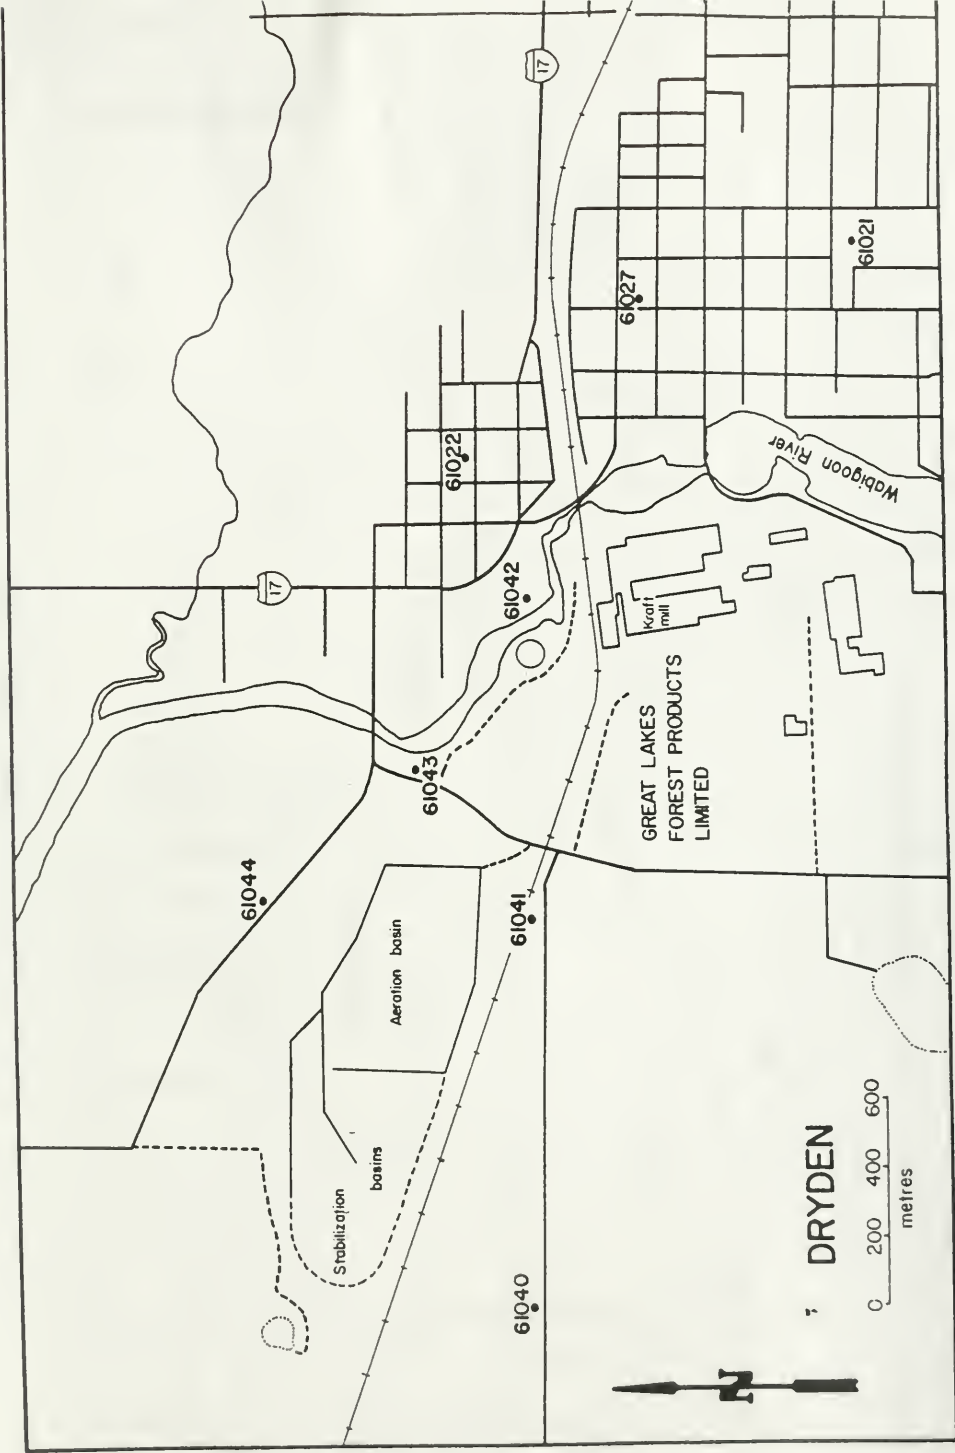 17
17
61044
61043
61042
61022
61027
61021
61041
61040
Aeration basin
Stabilization
basins
Kraft
mill
GREAT LAKES
FOREST PRODUCTS
LIMITED
Wabigoon River
N
DRYDEN
0 200 400 600
metres